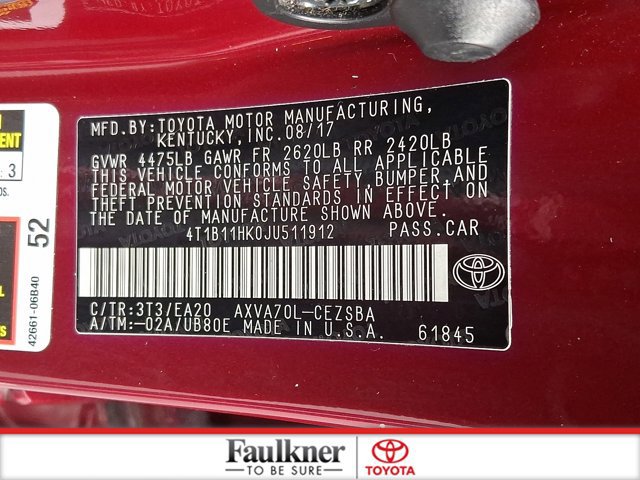 MFD.BY:TOYOTA MOTOR MANUFACTURING,
KENTUCKY, INC.08/17
GVWR 4475LB GAWR FR 2620LB RR 2420LB
THIS VEHICLE CONFORMS TO ALL APPLICABLE
FEDERAL MOTOR VEHICLE SAFETY,BUMPER,AND
THEFT PREVENTION STANDARDS IN EFFECT ON
THE DATE OF MANUFACTURE SHOWN ABOVE.
4T1B11HK0JU511912 PASS.CAR
C/TR:3T3/EA20 AXVA70L-CEZSBA
A/TM:-02A/UB80E MADE IN U.S.A. 61845
3
52
42661-06B40
Faulkner
TO BE SURE
TOYOTA